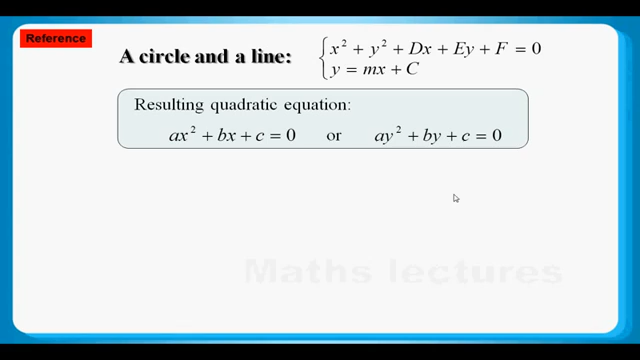 Reference
A circle and a line: { x² + y² + Dx + Ey + F = 0
y = mx + C
Resulting quadratic equation:
ax² + bx + c = 0 or ay² + by + c = 0
Maths lectures